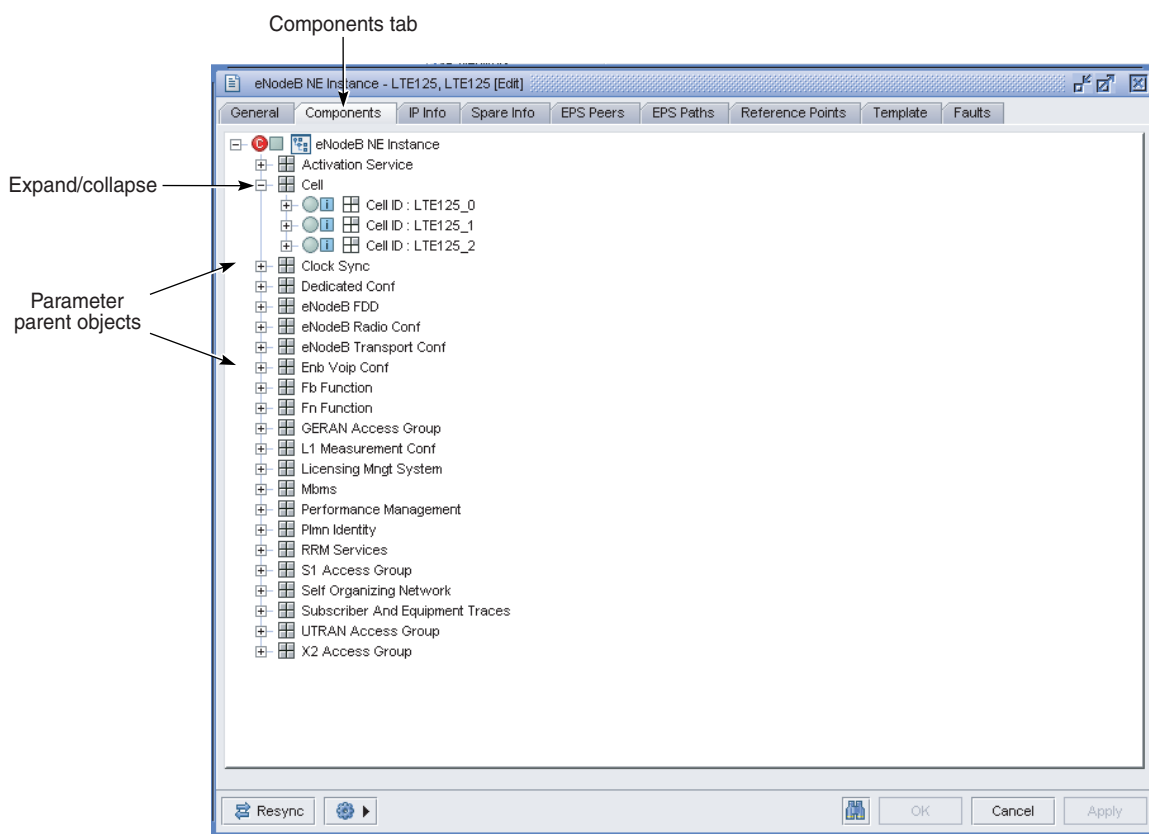 Components tab
eNodeB NE Instance - LTE125, LTE125 [Edit]
General Components IP Info Spare Info EPS Peers EPS Paths Reference Points Template Faults
C eNodeB NE Instance
Activation Service
Expand/collapse
Cell
i Cell ID : LTE125_0
i Cell ID : LTE125_1
i Cell ID : LTE125_2
Clock Sync
Dedicated Conf
Parameter
parent objects
eNodeB FDD
eNodeB Radio Conf
eNodeB Transport Conf
Enb Voip Conf
Fb Function
Fn Function
GERAN Access Group
L1 Measurement Conf
Licensing Mngt System
Mbms
Performance Management
Plmn Identity
RRM Services
S1 Access Group
Self Organizing Network
Subscriber And Equipment Traces
UTRAN Access Group
X2 Access Group
Resync OK Cancel Apply